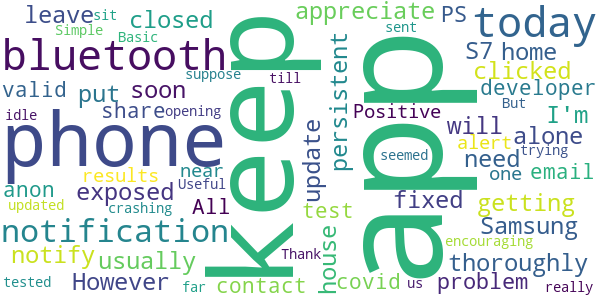 leave
sit
closed
appreciate
PS
today
Simple
Basic
sent
bluetooth
S7
home
suppose
till
clicked
valid
put
soon
persistent
developer
share
opening
Positive
But
I'm
idle
phone
keep
app
update
will
alone
trying
alert
results
near
seemed
need
one
email
anon
exposed
Useful
fixed
getting
updated
All
test
crashing
notification
house
Samsung
encouraging
notify
usually
Thank
thoroughly
However
covid
us
problem
tested
far
contact
really